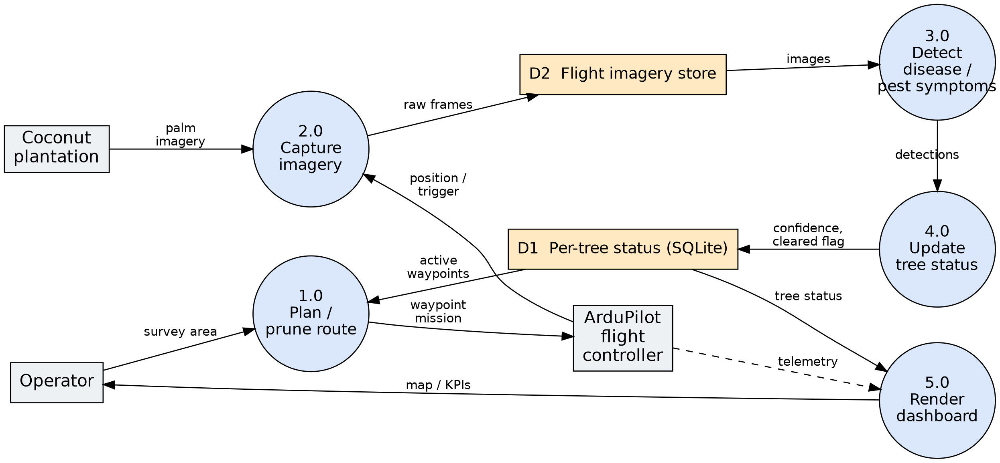 3.0
Detect
disease /
pest symptoms
images
D2  Flight imagery store
raw frames
palm
imagery
2.0
Capture
imagery
Coconut
plantation
detections
position /
trigger
confidence,
cleared flag
4.0
Update
tree status
D1  Per-tree status (SQLite)
active
waypoints
tree status
1.0
Plan /
prune route
waypoint
mission
ArduPilot
flight
controller
survey area
telemetry
Operator
map / KPIs
5.0
Render
dashboard